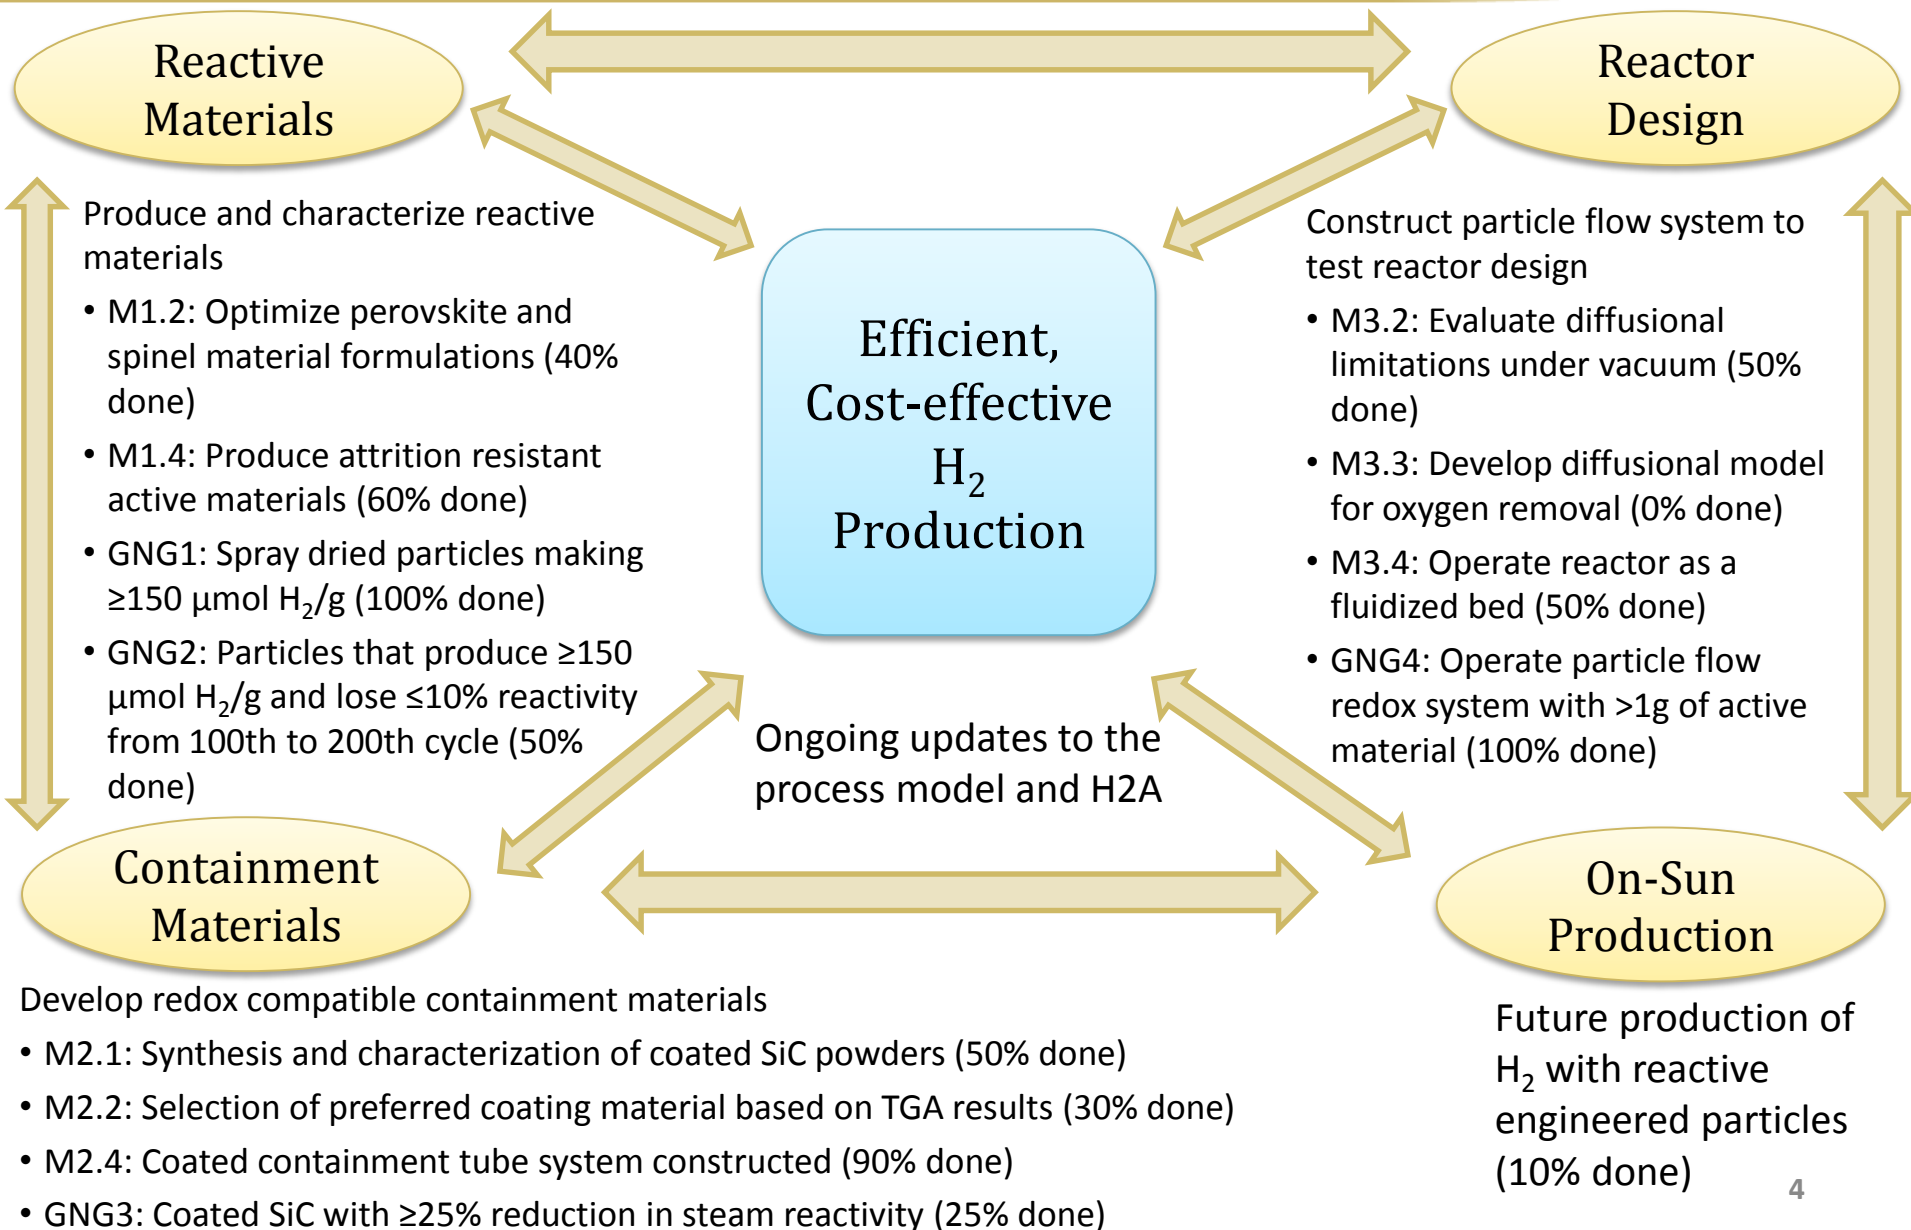 Reactive
Materials
Reactor
Design
Produce and characterize reactive
materials
• M1.2: Optimize perovskite and
spinel material formulations (40%
done)
• M1.4: Produce attrition resistant
active materials (60% done)
• GNG1: Spray dried particles making
≥150 µmol H₂/g (100% done)
• GNG2: Particles that produce ≥150
µmol H₂/g and lose ≤10% reactivity
from 100th to 200th cycle (50%
done)
Efficient,
Cost-effective
H₂
Production
Construct particle flow system to
test reactor design
• M3.2: Evaluate diffusional
limitations under vacuum (50%
done)
• M3.3: Develop diffusional model
for oxygen removal (0% done)
• M3.4: Operate reactor as a
fluidized bed (50% done)
• GNG4: Operate particle flow
redox system with >1g of active
material (100% done)
Ongoing updates to the
process model and H2A
Containment
Materials
On-Sun
Production
Develop redox compatible containment materials
• M2.1: Synthesis and characterization of coated SiC powders (50% done)
• M2.2: Selection of preferred coating material based on TGA results (30% done)
• M2.4: Coated containment tube system constructed (90% done)
• GNG3: Coated SiC with ≥25% reduction in steam reactivity (25% done)
Future production of
H₂ with reactive
engineered particles
(10% done)
4